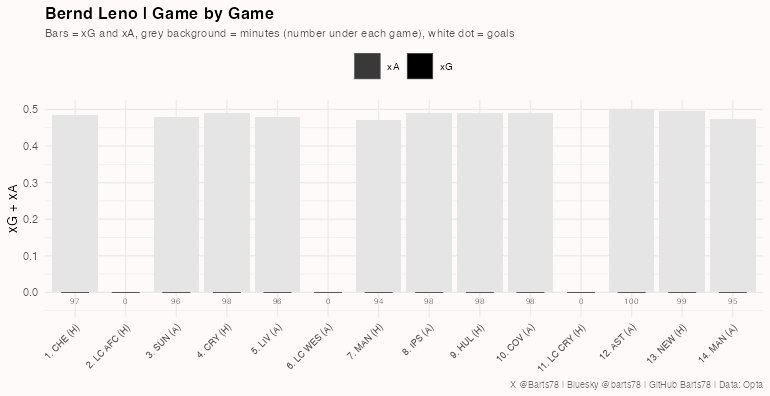 Bernd Leno | Game by Game
Bars = xG and xA, grey background = minutes (number under each game), white dot = goals
xA xG
xG + xA
0.5
0.4
0.3
0.2
0.1
0.0
97 0 96 98 96 0 94 98 98 98 0 100 99 95
1. CHE (H)
2. LC AFC (H)
3. SUN (A)
4. CRY (H)
5. LIV (A)
6. LC WES (A)
7. MAN (H)
8. IPS (A)
9. HUL (H)
10. COV (A)
11. LC CRY (H)
12. AST (A)
13. NEW (H)
14. MAN (A)
X @Barts78 | Bluesky @barts78 | GitHub Barts78 | Data: Opta